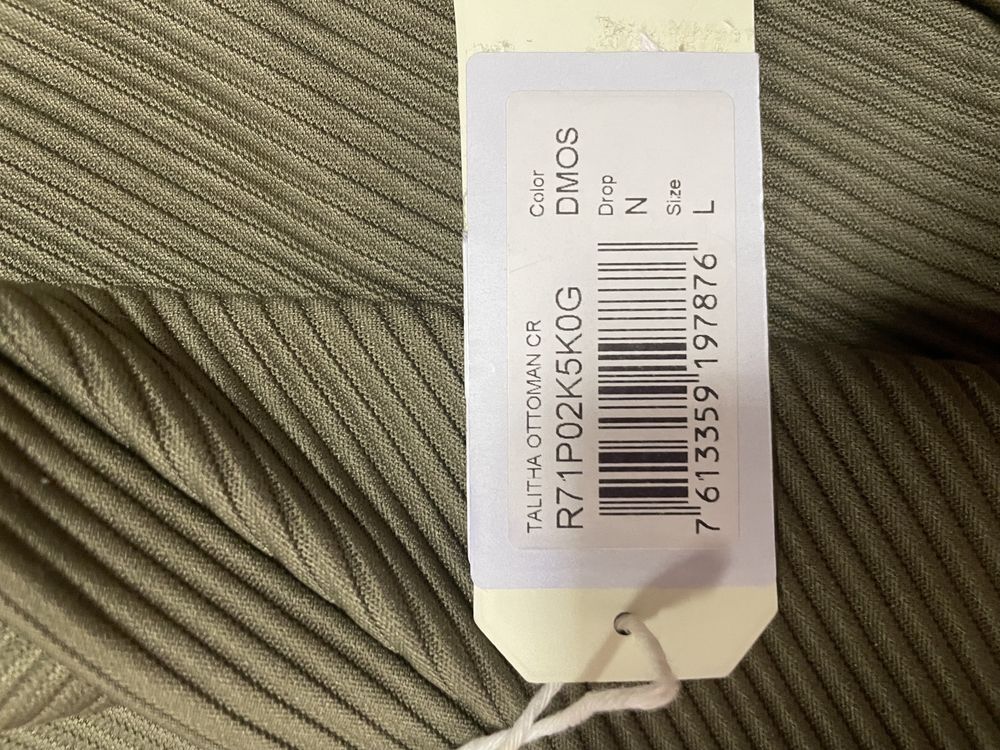 TALITHA OTTOMAN CR
R71P02K5K0G
7 613359 197876
Color
DMOS
Drop
N
Size
L